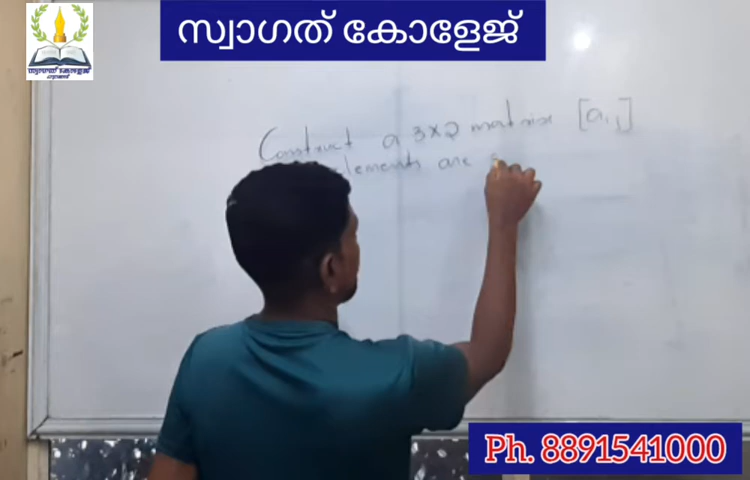 സ്വാഗത് കോളേജ്
Construct a 3×2 matrix [aij]
elements are
Ph. 8891541000